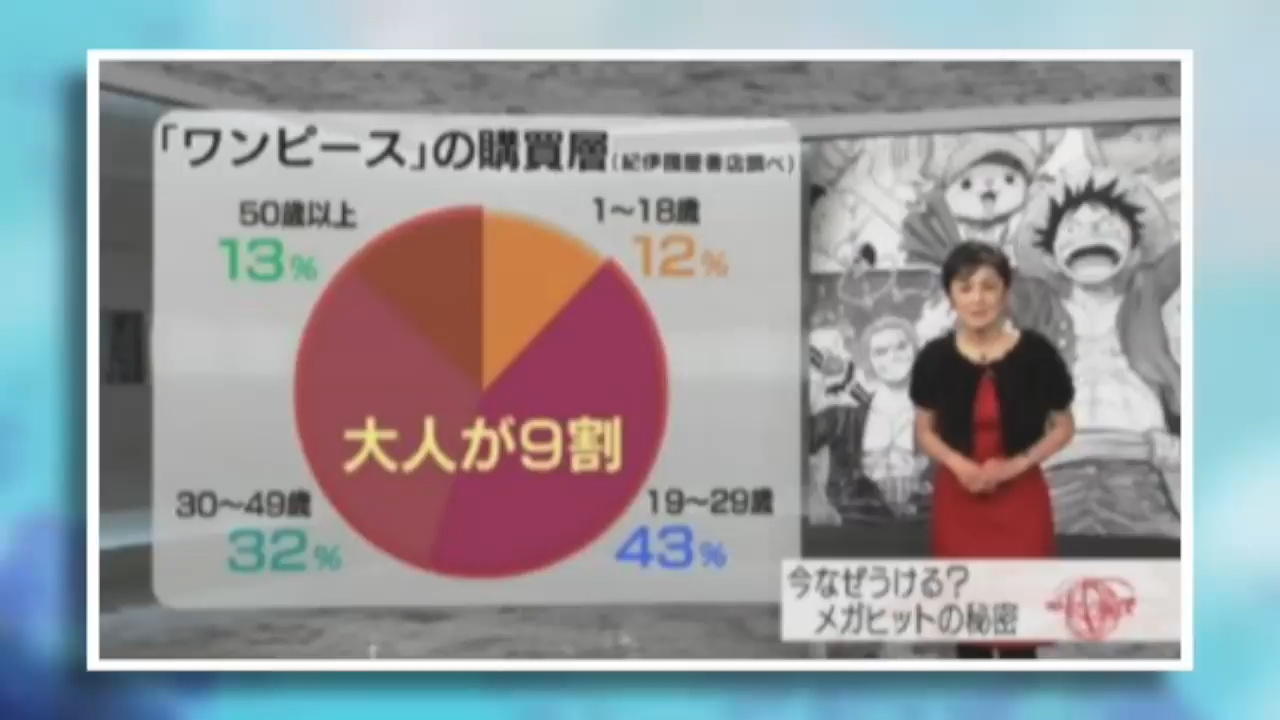 「ワンピース」の購買層(紀伊國屋書店調べ)
50歳以上
13%
1〜18歳
12%
大人が9割
30〜49歳
32%
19〜29歳
43%
今なぜうける?
メガヒットの秘密